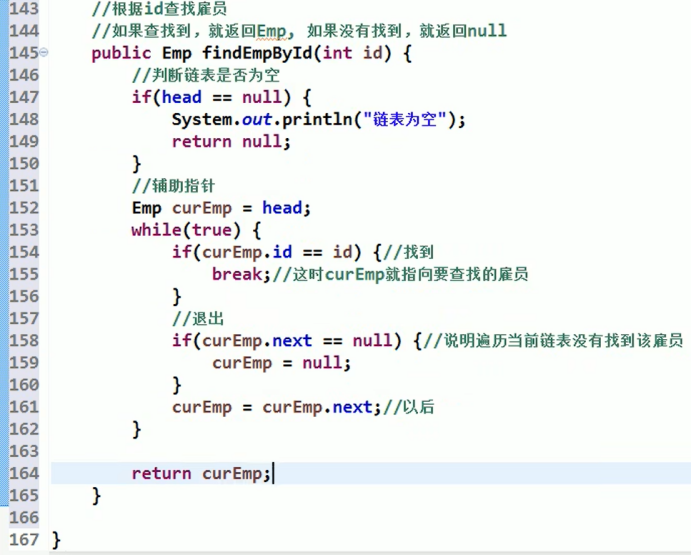 143 //根据id查找雇员
144 //如果查找到，就返回Emp, 如果没有找到，就返回null
145 public Emp findEmpById(int id) {
146 //判断链表是否为空
147 if(head == null) {
148 System.out.println("链表为空");
149 return null;
150 }
151 //辅助指针
152 Emp curEmp = head;
153 while(true) {
154 if(curEmp.id == id) {//找到
155 break;//这时curEmp就指向要查找的雇员
156 }
157 //退出
158 if(curEmp.next == null) {//说明遍历当前链表没有找到该雇员
159 curEmp = null;
160 }
161 curEmp = curEmp.next;//以后
162 }
163
164 return curEmp;
165 }
166
167 }